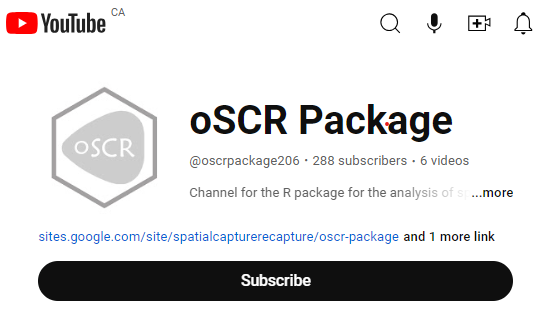 YouTube CA
oSCR
oSCR Package
@oscrpackage206 · 288 subscribers · 6 videos
Channel for the R package for the analysis of ...more
sites.google.com/site/spatialcapturerecapture/oscr-package and 1 more link
Subscribe